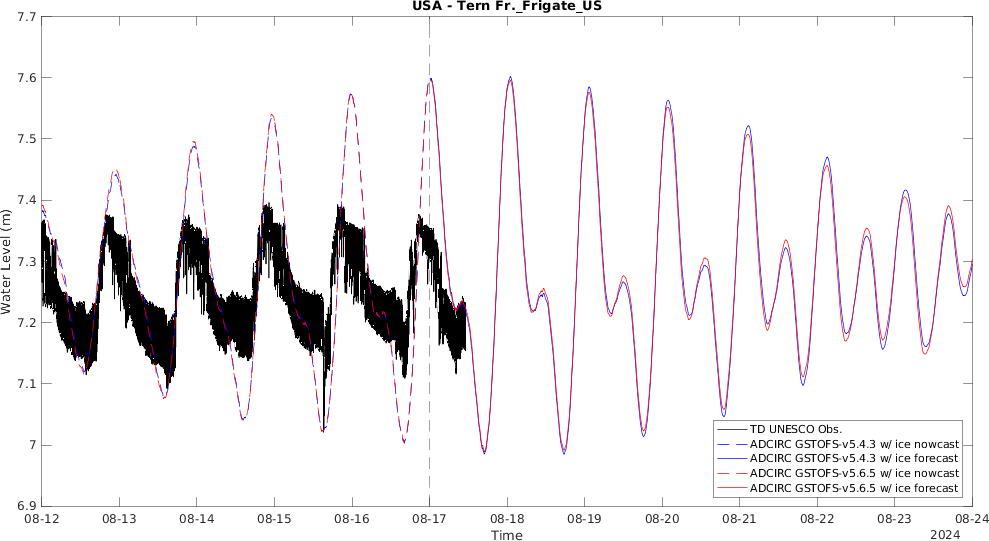 USA - Tern Fr._Frigate_US
7.7
7.6
7.5
7.4
7.3
7.2
7.1
7
6.9
Water Level (m)
TD UNESCO Obs.
ADCIRC GSTOFS-v5.4.3 w/ ice nowcast
ADCIRC GSTOFS-v5.4.3 w/ ice forecast
ADCIRC GSTOFS-v5.6.5 w/ ice nowcast
ADCIRC GSTOFS-v5.6.5 w/ ice forecast
08-12 08-13 08-14 08-15 08-16 08-17 08-18 08-19 08-20 08-21 08-22 08-23 08-24
Time
2024